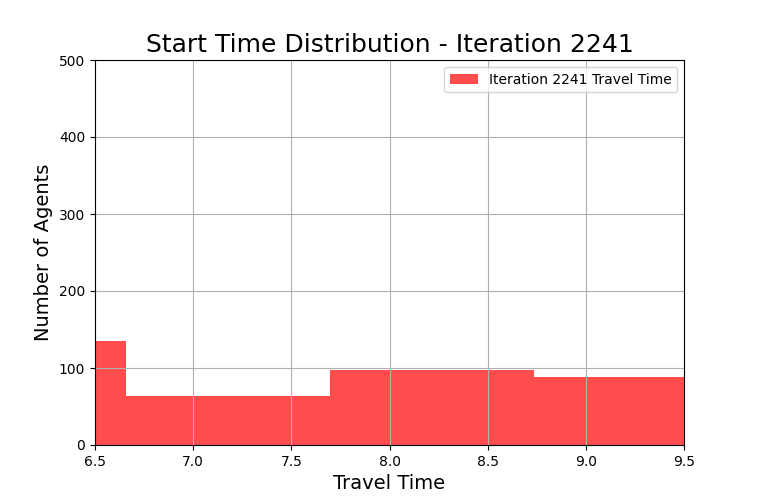 Start Time Distribution - Iteration 2241
Iteration 2241 Travel Time
Number of Agents
500
400
300
200
100
0
6.5 7.0 7.5 8.0 8.5 9.0 9.5
Travel Time